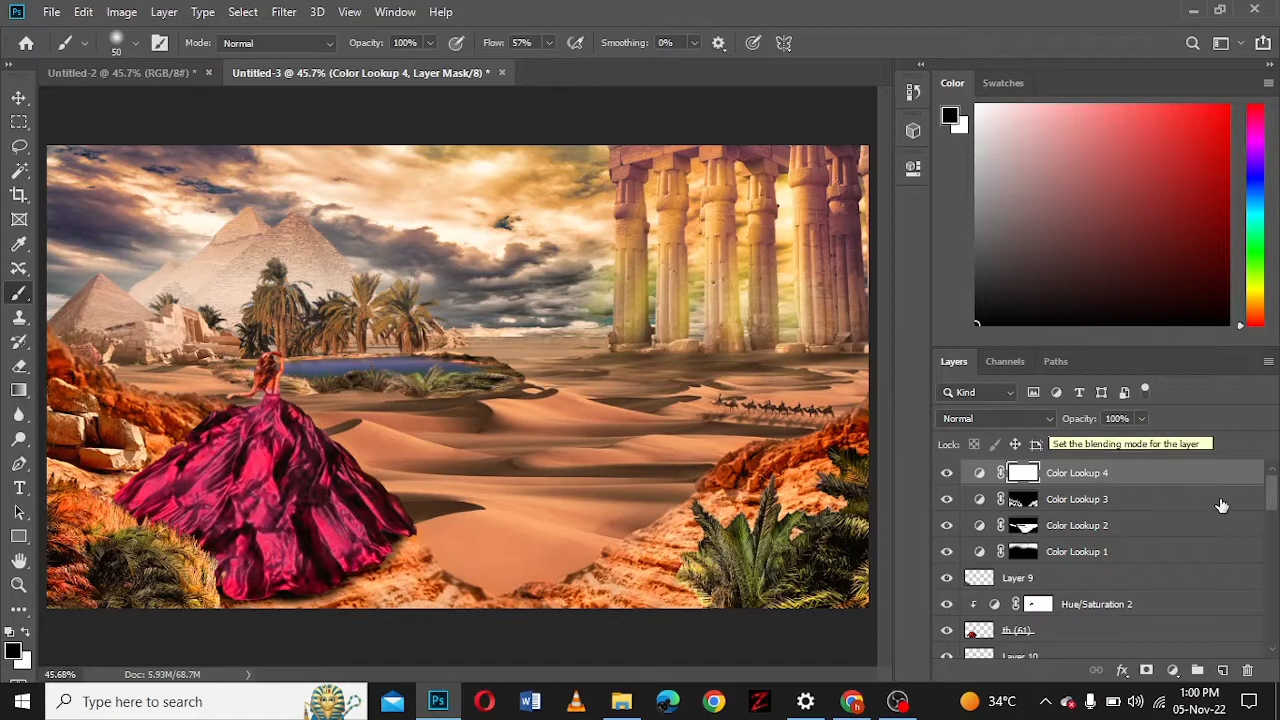 Ps File Edit Image Layer Type Select Filter 3D View Window Help
50 Mode: Normal Opacity: 100% Flow: 57% Smoothing: 0%
Untitled-2 @ 45.7% (RGB/8#) * × Untitled-3 @ 45.7% (Color Lookup 4, Layer Mask/8) * ×
Color Swatches
Layers Channels Paths
Kind
Normal Opacity: 100%
Lock: Set the blending mode for the layer
Color Lookup 4
Color Lookup 3
Color Lookup 2
Color Lookup 1
Layer 9
Hue/Saturation 2
th (61)
Layer 10
45.68% Doc: 5.93M/68.7M
Type here to search
34°C
1:00 PM
05-Nov-22